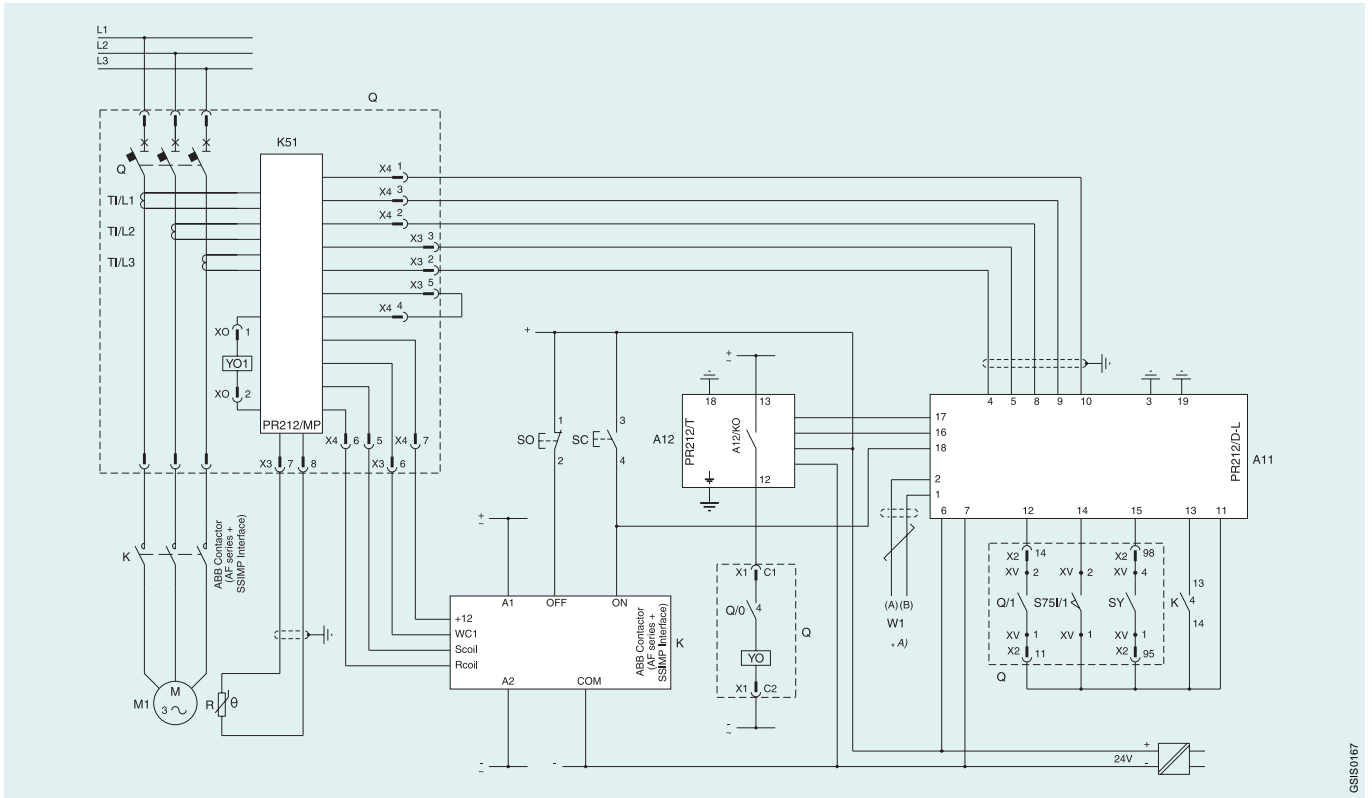 L1
L2
L3
Q
K51
Q
X4 1
X4 3
X4 2
X3 3
X3 2
X3 5
X4 4
TI/L1
TI/L2
TI/L3
XO 1
YO1
XO 2
PR212/MP
X4 6 5 X4 7
X3 7 8 X3 6
+
1
SO
2
3
SC
4
+
~
18 13
A12
PR212/T
A12/KO
12
4 5 8 9 10 3 19
17
16
18
2
1
PR212/D-L
A11
6 7 12 14 15 13 11
K
ABB Contactor
(AF series +
SSIMP Interface)
M1
M
3 ~
R θ
+
~
A1 OFF ON
+12
WC1
Scoil
Rcoil
ABB Contactor
(AF series +
SSIMP Interface)
K
A2 COM
-
~
-
X1 C1
Q/0 4
YO
X1 C2
Q
-
~
(A) (B)
W1
* A)
X2 14
XV 2
Q/1
XV 1
X2 11
XV 2
S75I/1
XV 1
X2 98
XV 4
SY
XV 1
X2 95
Q
13
K 4
14
24V
+
-
GSIS0167